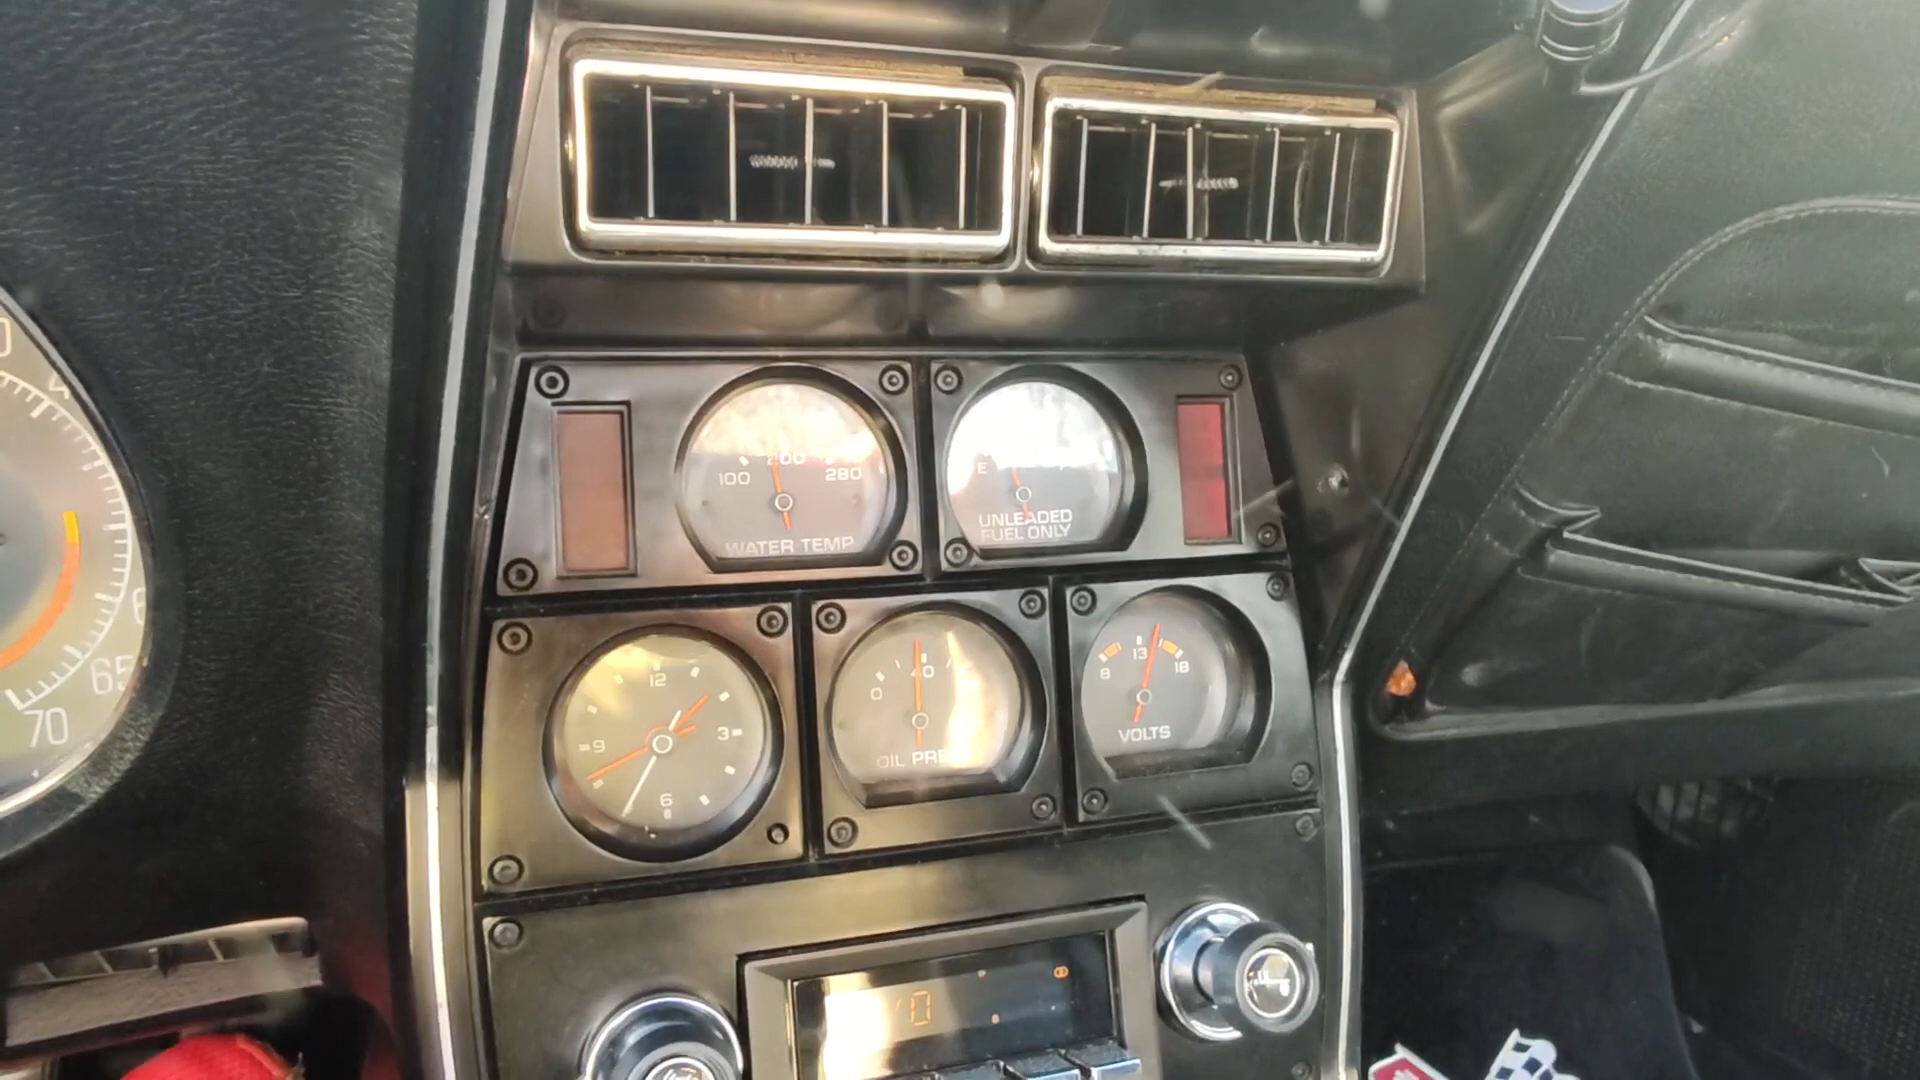 100 200 280
WATER TEMP
E
UNLEADED
FUEL ONLY
12
3
6
9
0 40
OIL PRE
8 13 18
VOLTS
65
70